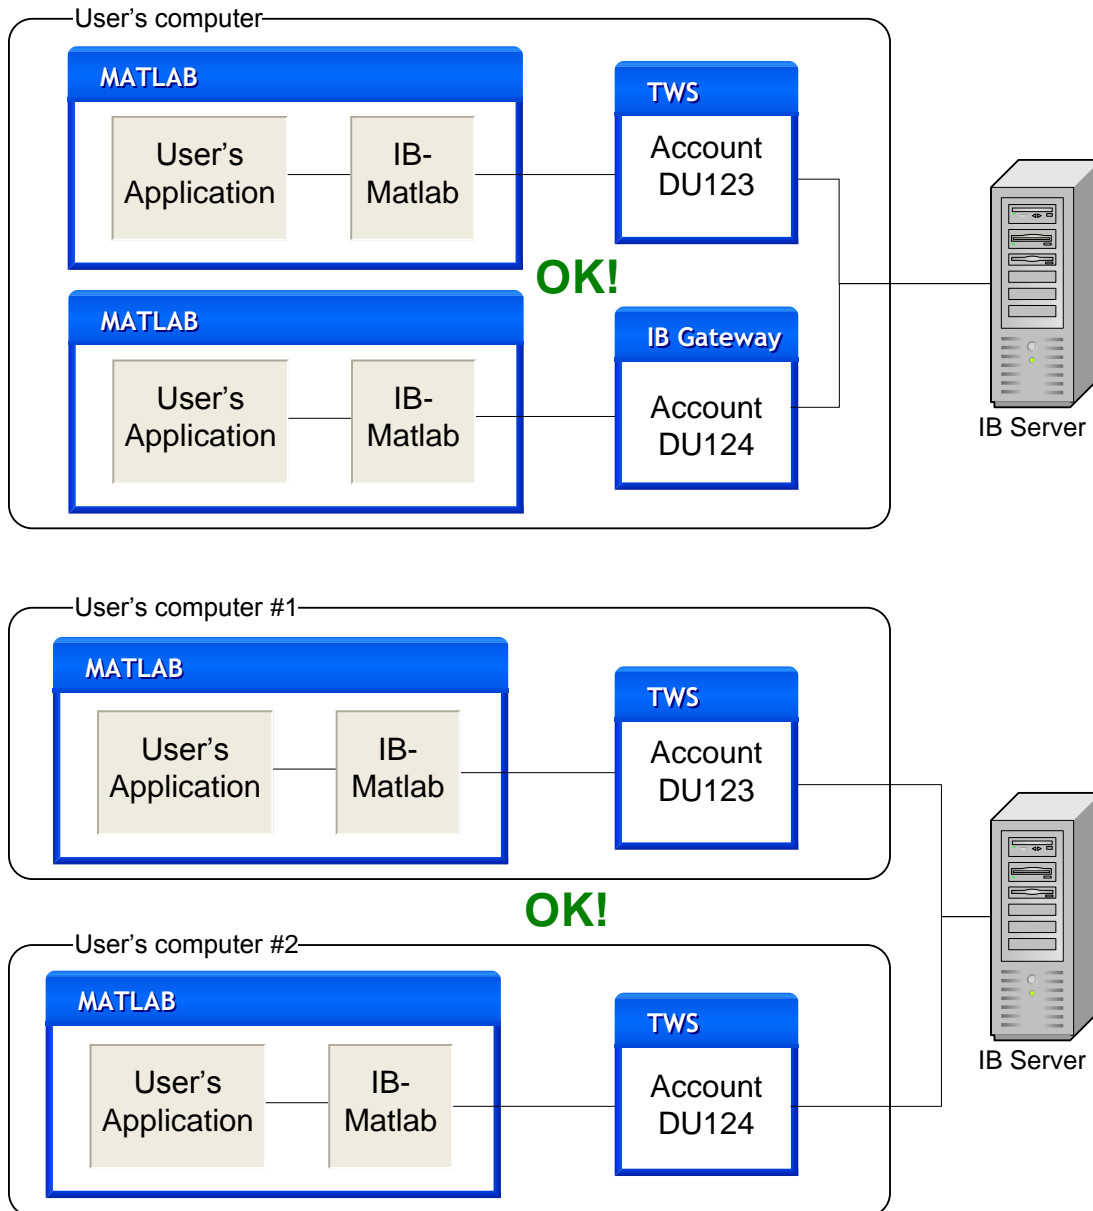 User's computer
MATLAB
User's
Application
IB-
Matlab
TWS
Account
DU123
OK!
MATLAB
User's
Application
IB-
Matlab
IB Gateway
Account
DU124
IB Server
User's computer #1
MATLAB
User's
Application
IB-
Matlab
TWS
Account
DU123
OK!
User's computer #2
MATLAB
User's
Application
IB-
Matlab
TWS
Account
DU124
IB Server